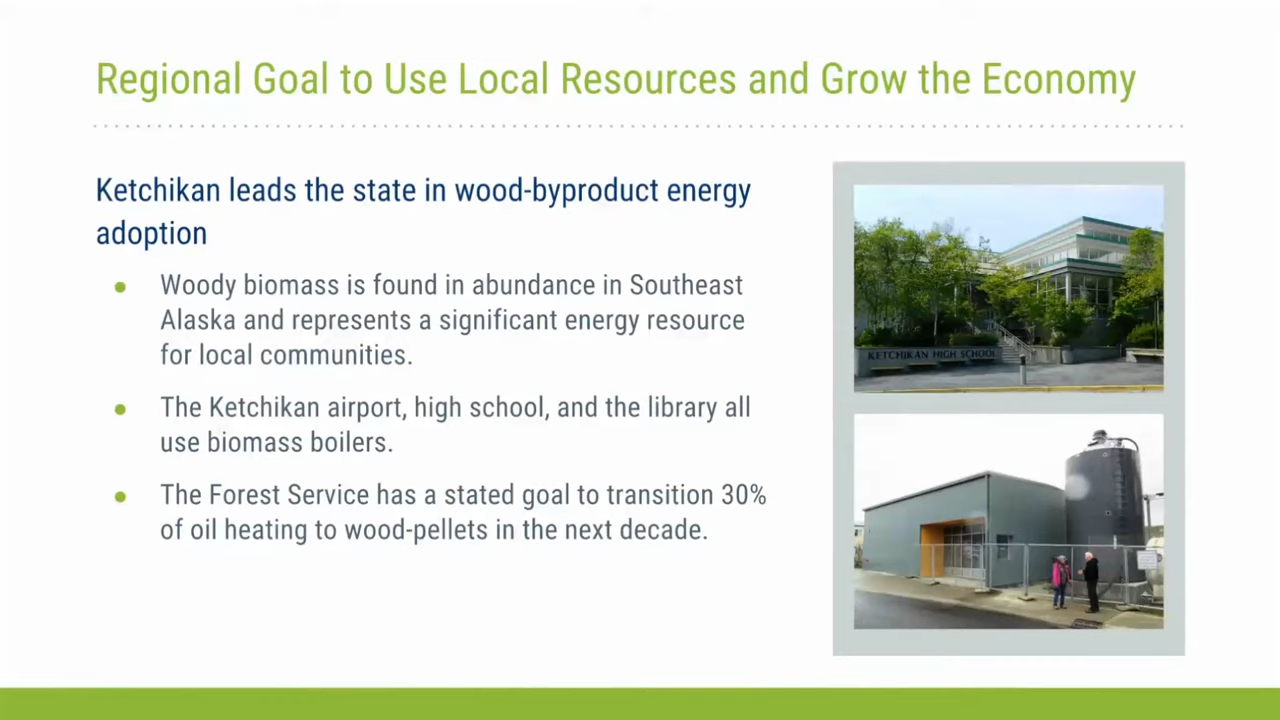 Regional Goal to Use Local Resources and Grow the Economy
Ketchikan leads the state in wood-byproduct energy
adoption
• Woody biomass is found in abundance in Southeast
Alaska and represents a significant energy resource
for local communities.
• The Ketchikan airport, high school, and the library all
use biomass boilers.
• The Forest Service has a stated goal to transition 30%
of oil heating to wood-pellets in the next decade.
KETCHIKAN HIGH SCHOOL